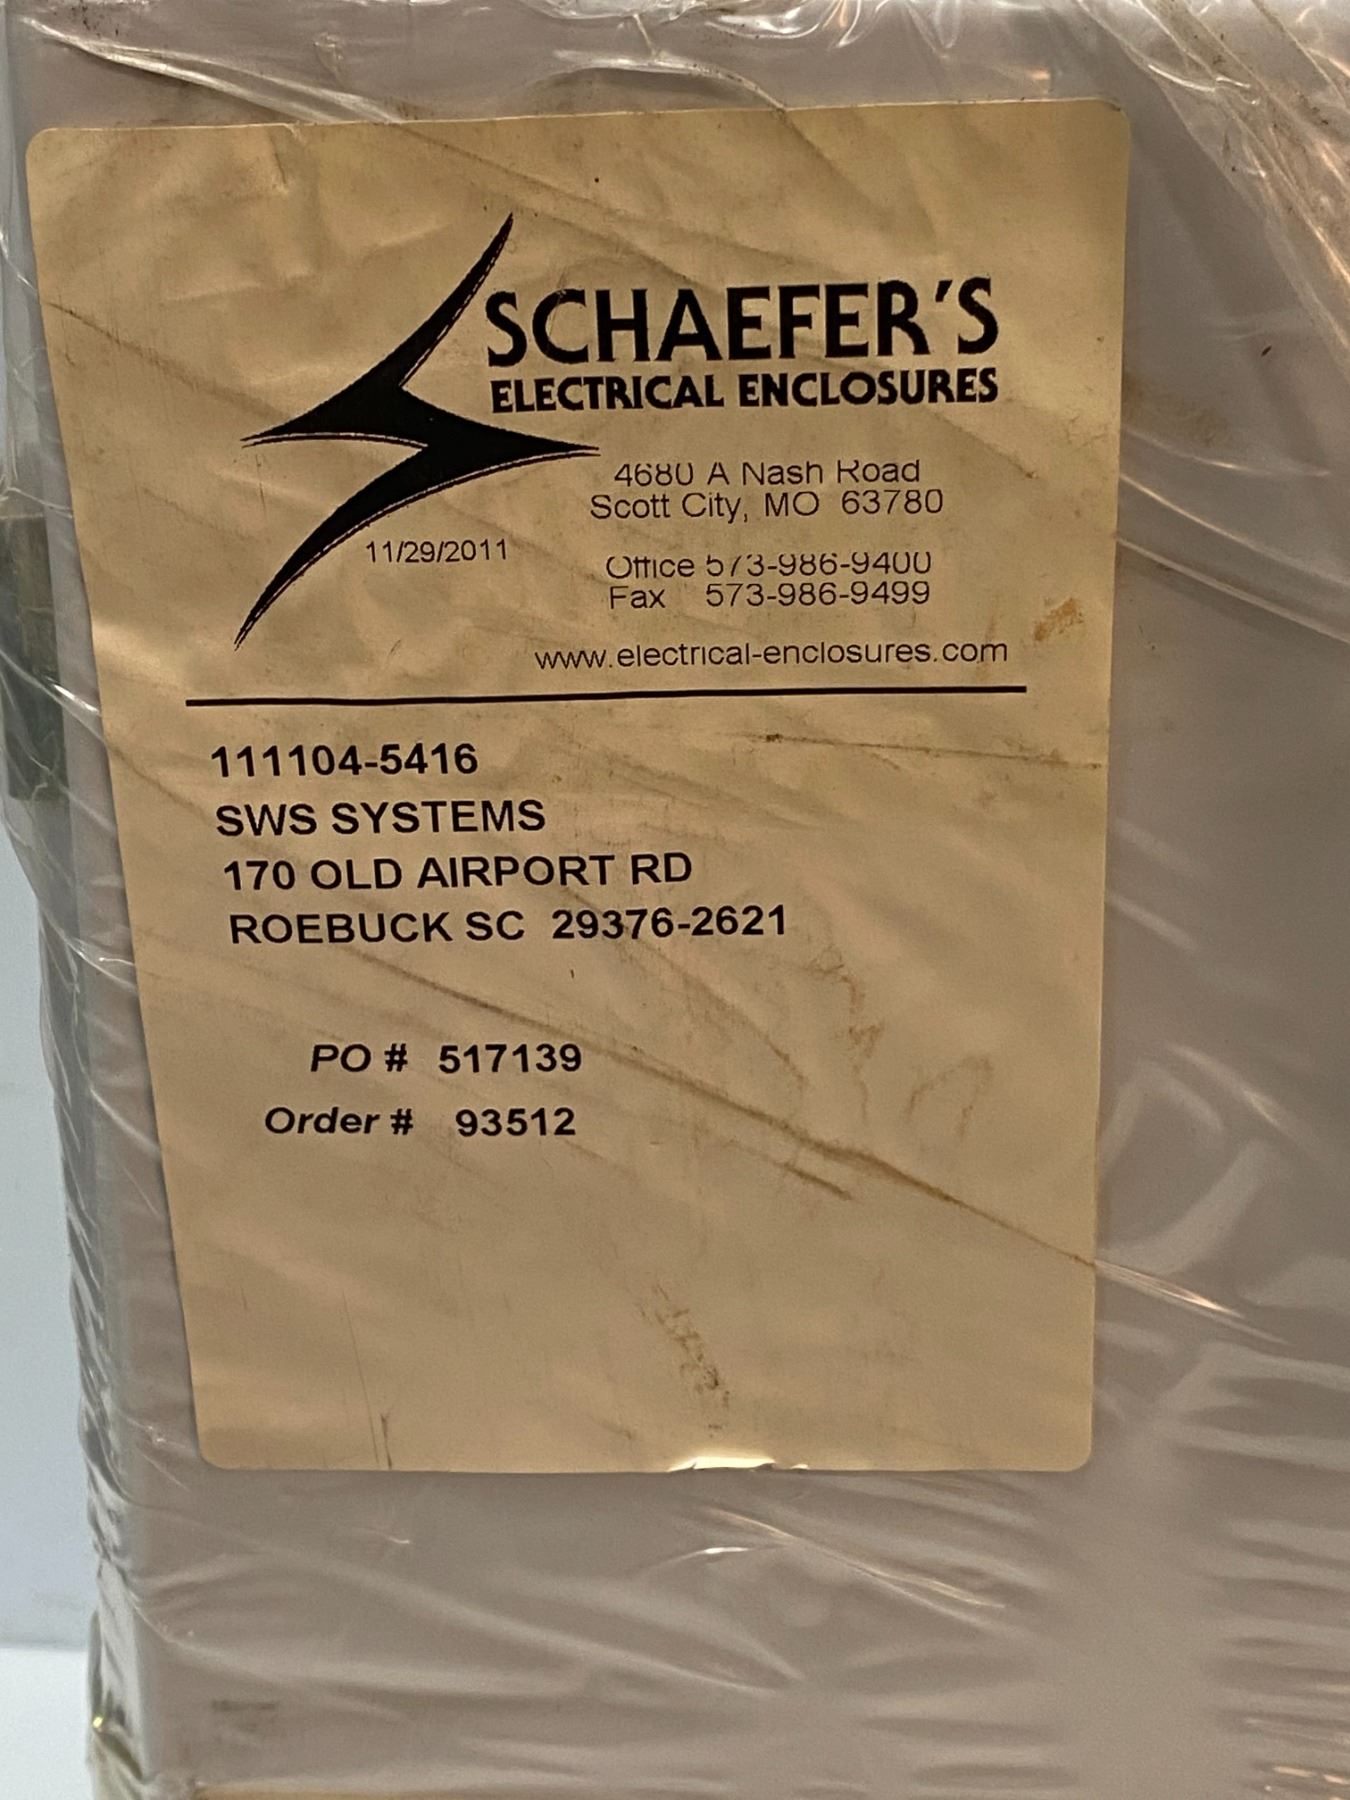 SCHAEFER'S
ELECTRICAL ENCLOSURES
4680 A Nash Road
Scott City, MO 63780
11/29/2011
Office 573-986-9400
Fax 573-986-9499
www.electrical-enclosures.com
111104-5416
SWS SYSTEMS
170 OLD AIRPORT RD
ROEBUCK SC 29376-2621
PO # 517139
Order # 93512